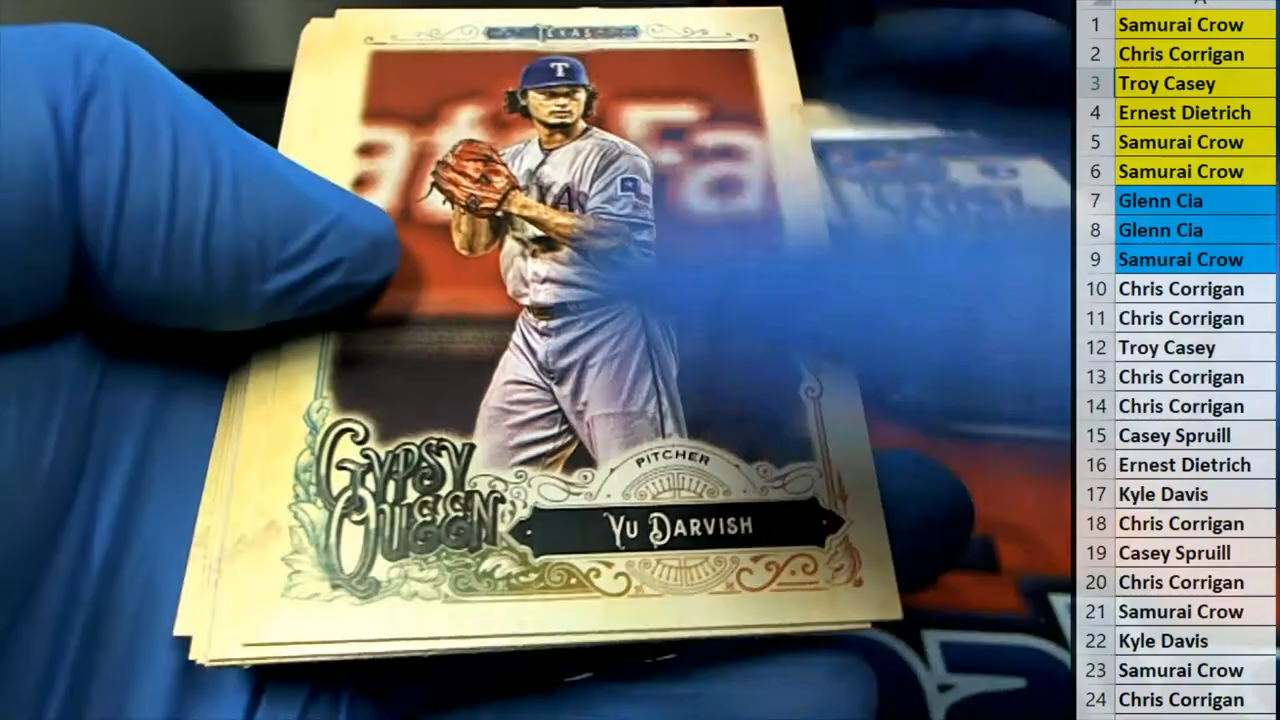 TEXAS
T
at Fa
TEXAS
GYPSY
QUEEN
PITCHER
YU DARVISH
A
1 Samurai Crow
2 Chris Corrigan
3 Troy Casey
4 Ernest Dietrich
5 Samurai Crow
6 Samurai Crow
7 Glenn Cia
8 Glenn Cia
9 Samurai Crow
10 Chris Corrigan
11 Chris Corrigan
12 Troy Casey
13 Chris Corrigan
14 Chris Corrigan
15 Casey Spruill
16 Ernest Dietrich
17 Kyle Davis
18 Chris Corrigan
19 Casey Spruill
20 Chris Corrigan
21 Samurai Crow
22 Kyle Davis
23 Samurai Crow
24 Chris Corrigan